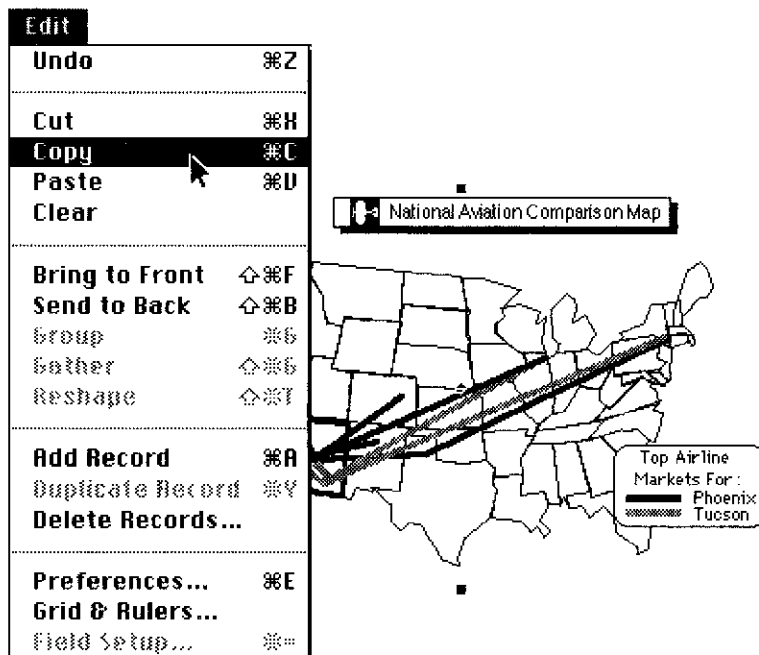 Edit
Undo ⌘Z
Cut ⌘X
Copy ⌘C
Paste ⌘V
Clear
Bring to Front ⇧⌘F
Send to Back ⇧⌘B
Group ⌘G
Gather ⇧⌘G
Reshape ⇧⌘T
Add Record ⌘A
Duplicate Record ⌘Y
Delete Records...
Preferences... ⌘E
Grid & Rulers...
Field Setup... ⌘=
National Aviation Comparison Map
Top Airline
Markets For :
Phoenix
Tucson